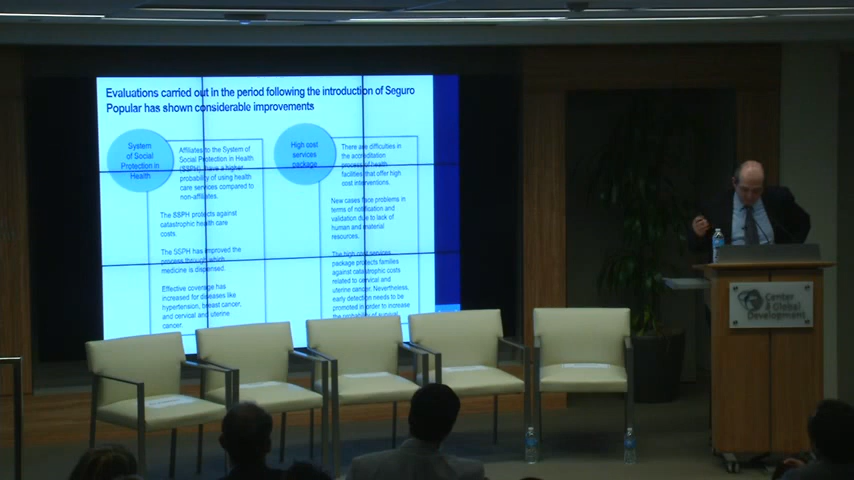 Evaluations carried out in the period following the introduction of Seguro
Popular has shown considerable improvements
System
of Social
Protection in
Health
Affiliates to the System of
Social Protection in Health
(SSPH) have a higher
probability of using health
care services compared to
non-affiliates.
The SSPH protects against
catastrophic health care
costs.
The SSPH has improved the
process through which
medicine is dispensed.
Effective coverage has
increased for diseases like
hypertension, breast cancer,
and cervical and uterine
cancer.
High cost
services
package
There are difficulties in
the accreditation
process of health
facilities that offer high
cost interventions.
New cases face problems in
terms of notification and
validation due to lack of
human and material
resources.
The high cost services
package protects families
against catastrophic costs
related to cervical and
uterine cancer. Nevertheless,
early detection needs to be
promoted in order to increase
the probability of survival
Center
Global
Development